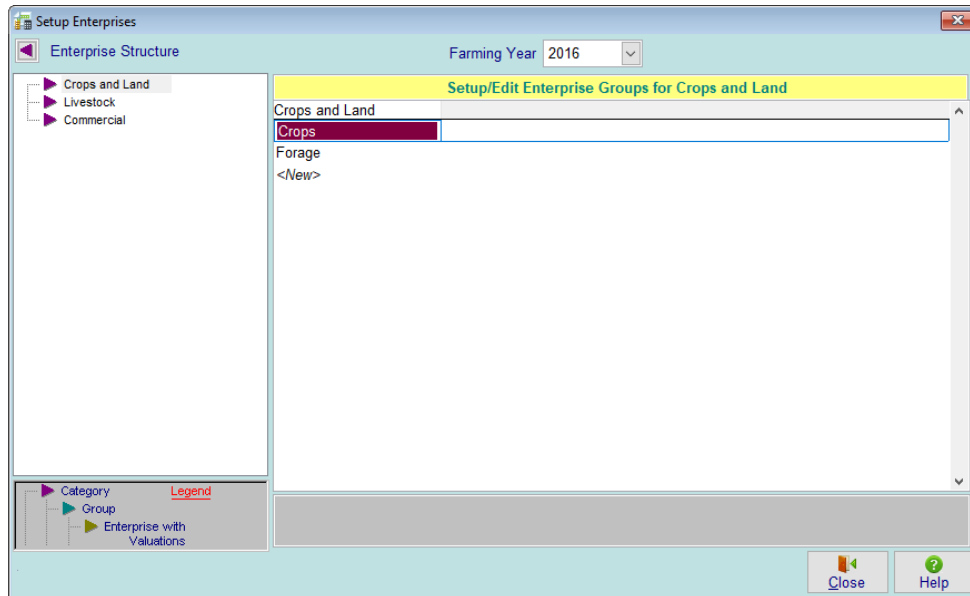 Setup Enterprises
Enterprise Structure
Farming Year 2016
Crops and Land
Livestock
Commercial
Setup/Edit Enterprise Groups for Crops and Land
Crops and Land
Crops
Forage
<New>
Category Legend
Group
Enterprise with
Valuations
Close
Help